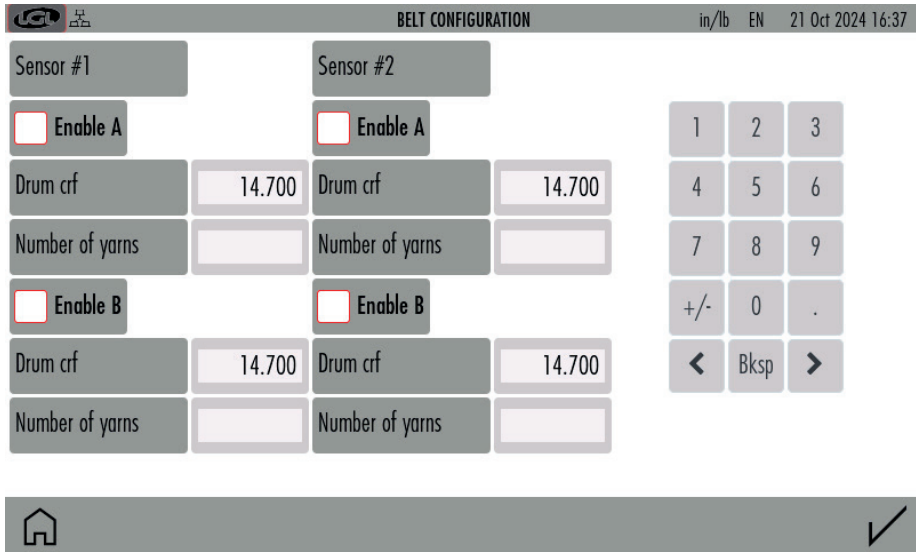 LGL BELT CONFIGURATION in/lb EN 21 Oct 2024 16:37
Sensor #1 Sensor #2
Enable A Enable A 1 2 3
Drum crf 14.700 Drum crf 14.700 4 5 6
Number of yarns Number of yarns 7 8 9
Enable B Enable B +/- 0 .
Drum crf 14.700 Drum crf 14.700 Bksp
Number of yarns Number of yarns